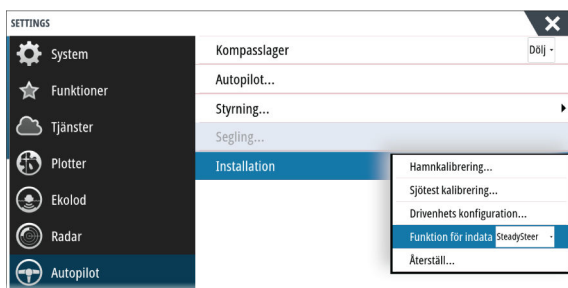 SETTINGS
System
Funktioner
Tjänster
Plotter
Ekolod
Radar
Autopilot
Kompasslager
Dölj
Autopilot...
Styrning...
Segling...
Installation
Hamnkalibrering...
Sjötest kalibrering...
Drivenhets konfiguration...
Funktion för indata SteadySteer
Återställ...